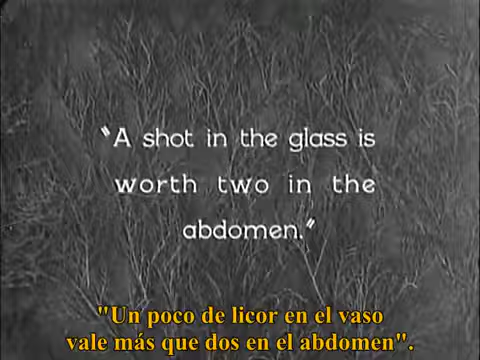 “A shot in the glass is
worth two in the
abdomen.”
"Un poco de licor en el vaso
vale más que dos en el abdomen".